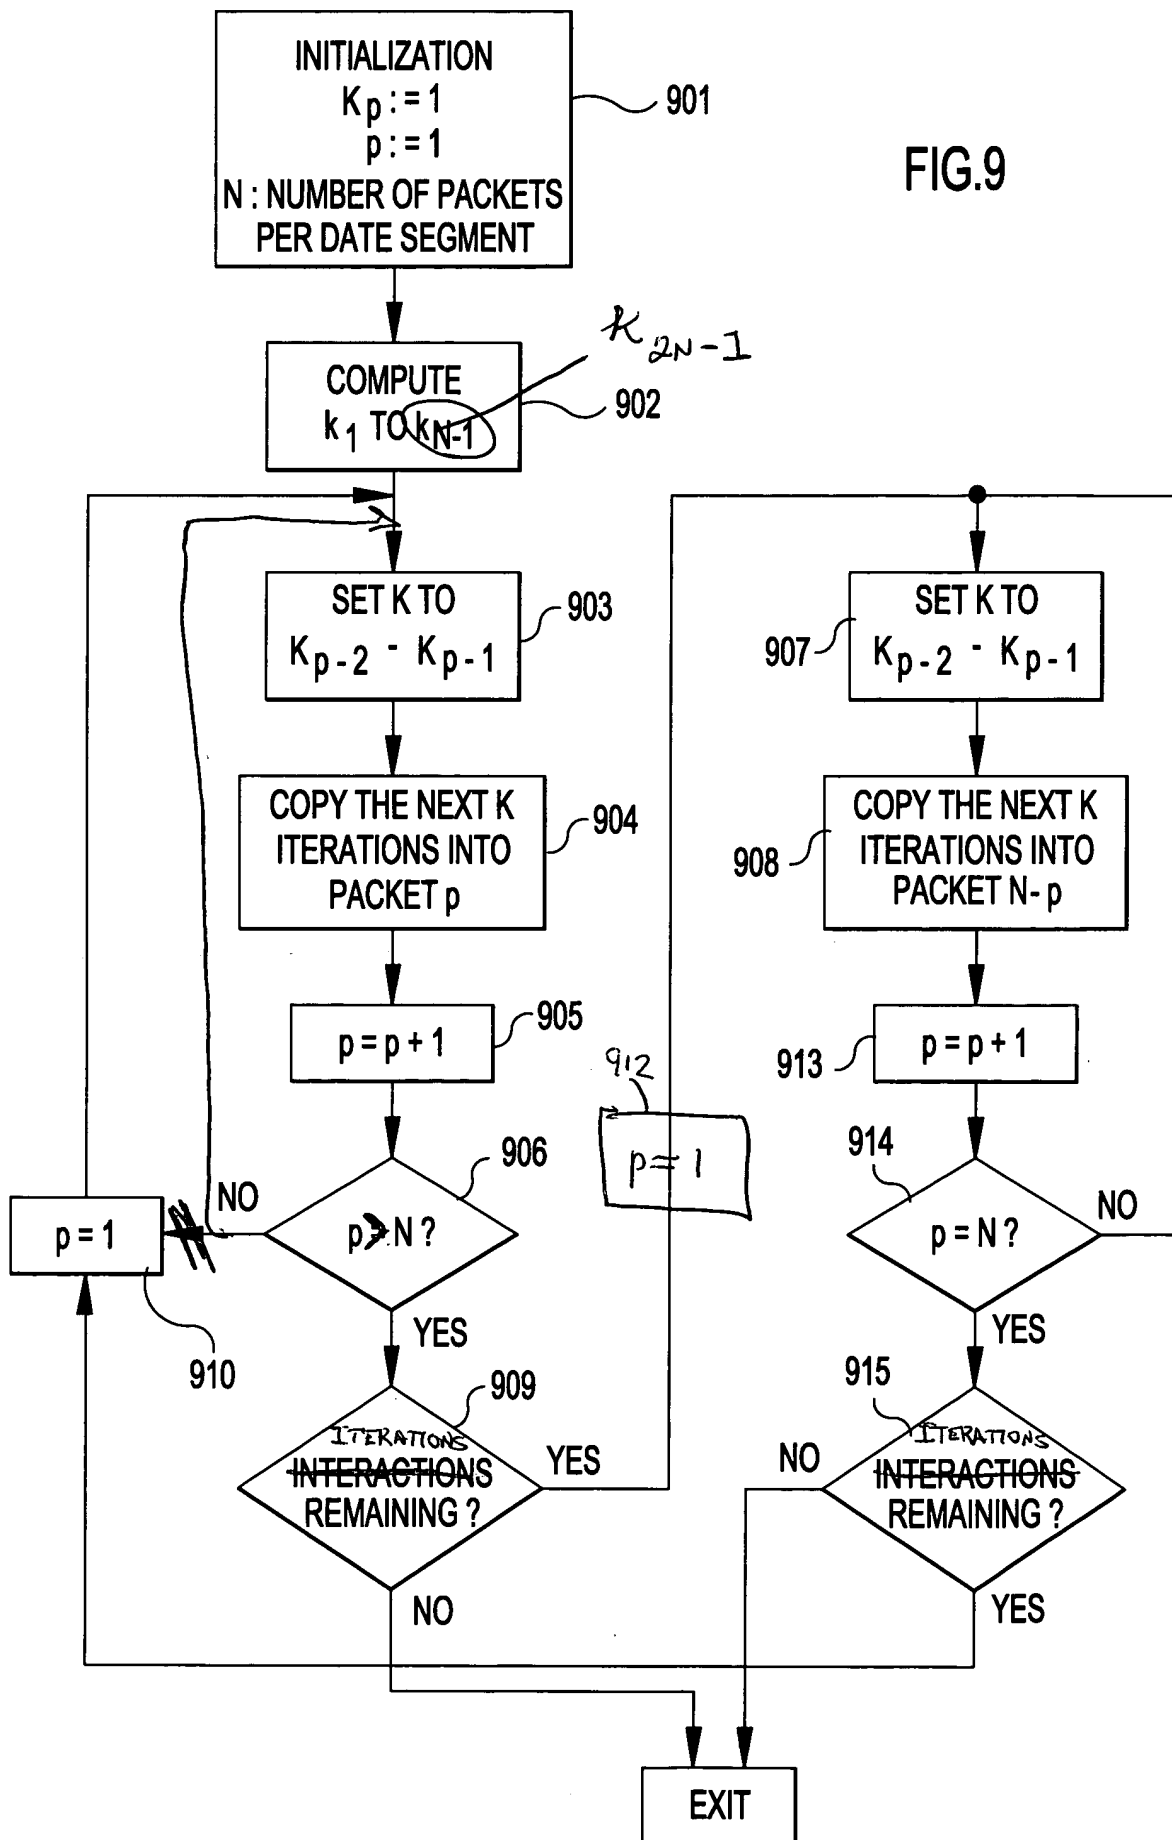 FIG.9
INITIALIZATION
Kp : = 1
p : = 1
N : NUMBER OF PACKETS
PER DATE SEGMENT
901
K2N-1
COMPUTE
k1 TO kN-1
902
SET K TO
Kp-2 - Kp-1
903
COPY THE NEXT K
ITERATIONS INTO
PACKET p
904
p = p + 1
905
906
NO
p > N ?
YES
p = 1
910
909
ITERATIONS
INTERACTIONS
REMAINING ?
YES
NO
912
p = 1
SET K TO
Kp-2 - Kp-1
907
COPY THE NEXT K
ITERATIONS INTO
PACKET N - p
908
p = p + 1
913
914
p = N ?
NO
YES
915
ITERATIONS
INTERACTIONS
REMAINING ?
NO
YES
EXIT